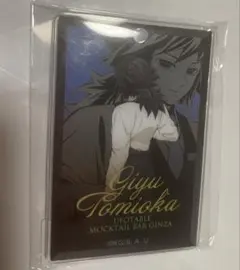 Giyu
Tomioka
UFOTABLE
MOCKTAIL BAR GINZA